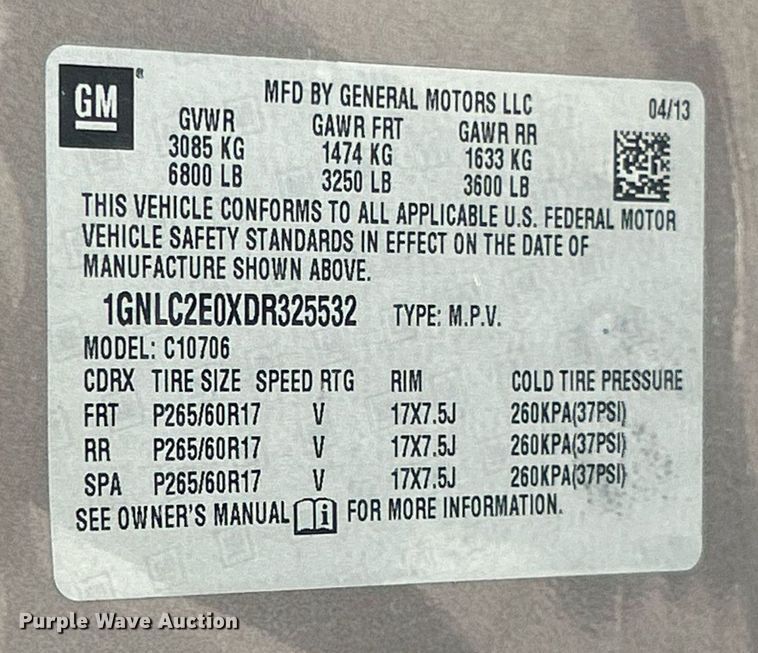 GM
MFD BY GENERAL MOTORS LLC 04/13
GVWR GAWR FRT GAWR RR
3085 KG 1474 KG 1633 KG
6800 LB 3250 LB 3600 LB
THIS VEHICLE CONFORMS TO ALL APPLICABLE U.S. FEDERAL MOTOR
VEHICLE SAFETY STANDARDS IN EFFECT ON THE DATE OF
MANUFACTURE SHOWN ABOVE.
1GNLC2E0XDR325532 TYPE: M.P.V.
MODEL: C10706
CDRX TIRE SIZE SPEED RTG RIM COLD TIRE PRESSURE
FRT P265/60R17 V 17X7.5J 260KPA(37PSI)
RR P265/60R17 V 17X7.5J 260KPA(37PSI)
SPA P265/60R17 V 17X7.5J 260KPA(37PSI)
SEE OWNER'S MANUAL i FOR MORE INFORMATION.
Purple Wave Auction